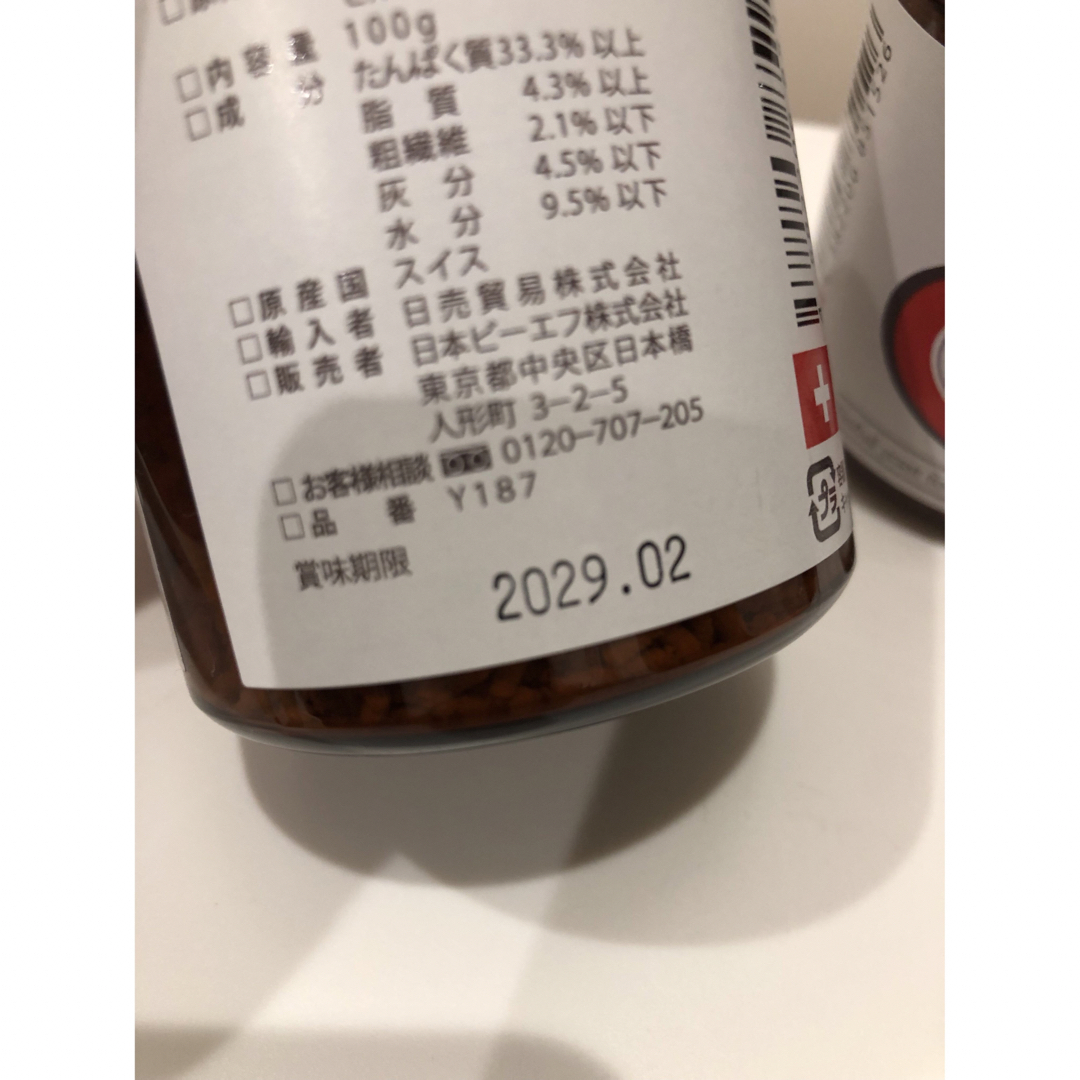 □内容量 100g
□成分 たんぱく質33.3%以上
脂質 4.3%以上
粗繊維 2.1%以下
灰分 4.5%以下
水分 9.5%以下
□原産国 スイス
□輸入者 日売貿易株式会社
□販売者 日本ビーエフ株式会社
東京都中央区日本橋
人形町 3-2-5
□お客様相談 0120-707-205
□品番 Y187
賞味期限 2029.02
プラ